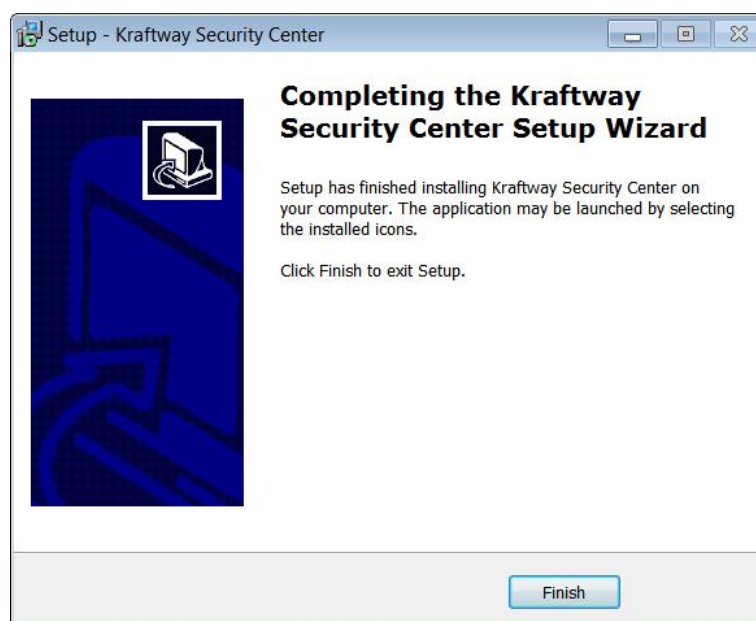 Setup - Kraftway Security Center
Completing the Kraftway
Security Center Setup Wizard
Setup has finished installing Kraftway Security Center on
your computer. The application may be launched by selecting
the installed icons.
Click Finish to exit Setup.
Finish